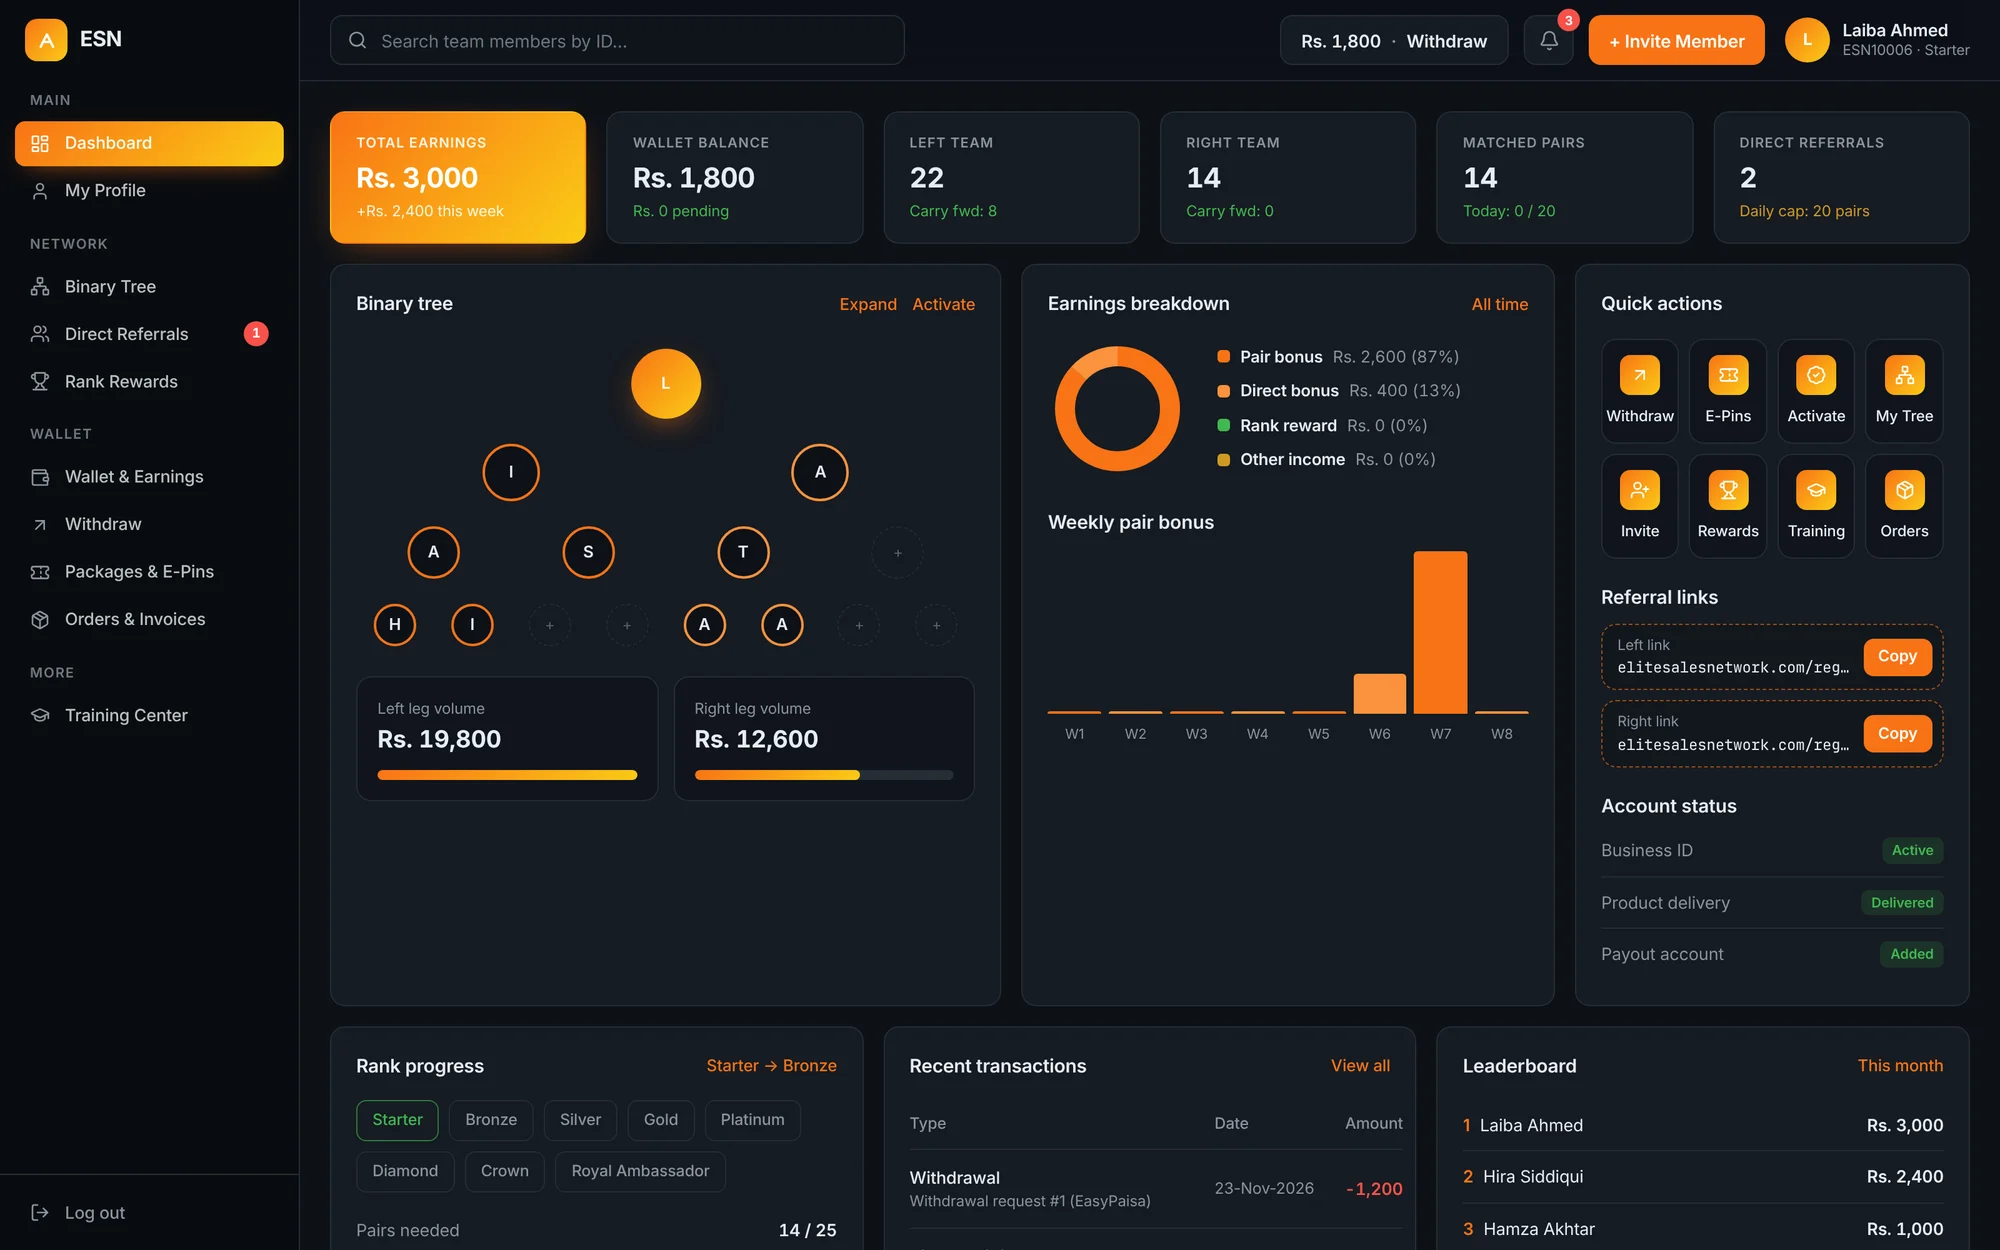 ESN
Search team members by ID...
Rs. 1,800 · Withdraw
3
+ Invite Member
L
Laiba Ahmed
ESN10006 · Starter
MAIN
Dashboard
My Profile
NETWORK
Binary Tree
Direct Referrals
1
Rank Rewards
WALLET
Wallet & Earnings
Withdraw
Packages & E-Pins
Orders & Invoices
MORE
Training Center
Log out
TOTAL EARNINGS
Rs. 3,000
+Rs. 2,400 this week
WALLET BALANCE
Rs. 1,800
Rs. 0 pending
LEFT TEAM
22
Carry fwd: 8
RIGHT TEAM
14
Carry fwd: 0
MATCHED PAIRS
14
Today: 0 / 20
DIRECT REFERRALS
2
Daily cap: 20 pairs
Binary tree
Expand Activate
L
I A
A S T +
H I + + A A + +
Left leg volume
Rs. 19,800
Right leg volume
Rs. 12,600
Earnings breakdown
All time
Pair bonus Rs. 2,600 (87%)
Direct bonus Rs. 400 (13%)
Rank reward Rs. 0 (0%)
Other income Rs. 0 (0%)
Weekly pair bonus
W1 W2 W3 W4 W5 W6 W7 W8
Quick actions
Withdraw E-Pins Activate My Tree
Invite Rewards Training Orders
Referral links
Left link
elitesalesnetwork.com/reg…
Copy
Right link
elitesalesnetwork.com/reg…
Copy
Account status
Business ID Active
Product delivery Delivered
Payout account Added
Rank progress
Starter → Bronze
Starter Bronze Silver Gold Platinum
Diamond Crown Royal Ambassador
Pairs needed 14 / 25
Recent transactions
View all
Type Date Amount
Withdrawal
Withdrawal request #1 (EasyPaisa)
23-Nov-2026 -1,200
Leaderboard
This month
1 Laiba Ahmed Rs. 3,000
2 Hira Siddiqui Rs. 2,400
3 Hamza Akhtar Rs. 1,000